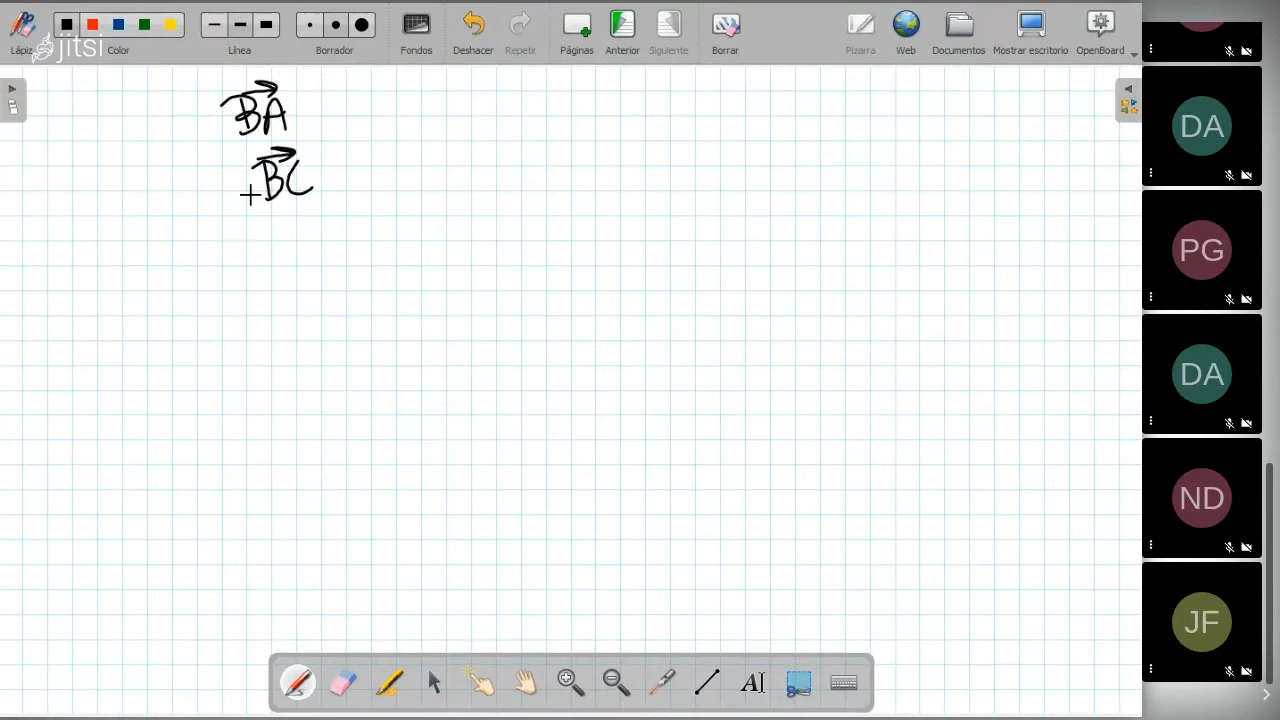 Lápiz Color Línea Borrador Fondos Deshacer Repetir Páginas Anterior Siguiente Borrar Pizarra Web Documentos Mostrar escritorio OpenBoard
jitsi
BA
BC
AI
DA
PG
DA
ND
JF